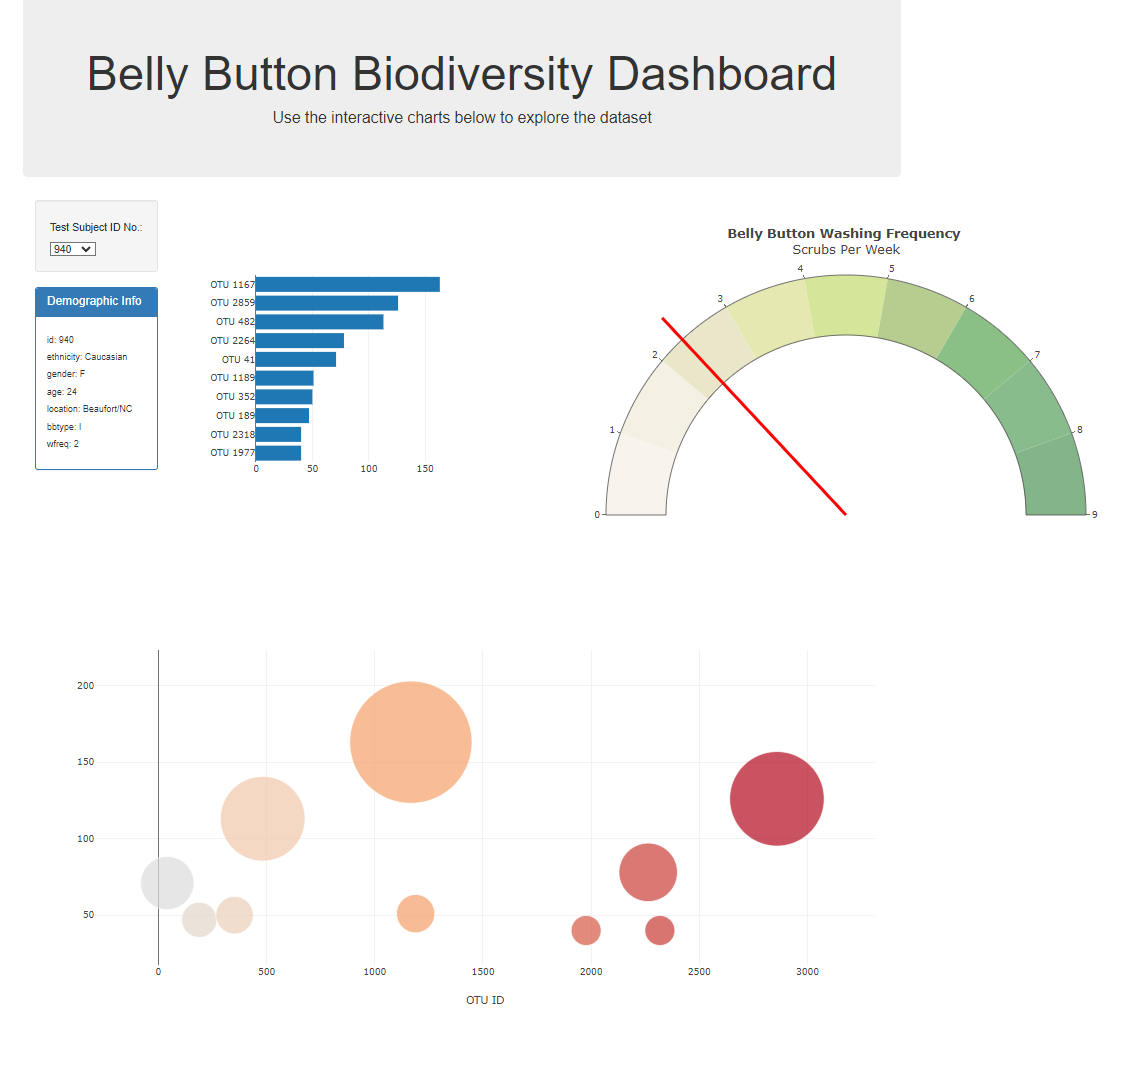 Belly Button Biodiversity Dashboard
Use the interactive charts below to explore the dataset
Test Subject ID No.:
940
Demographic Info
id: 940
ethnicity: Caucasian
gender: F
age: 24
location: Beaufort/NC
bbtype: I
wfreq: 2
OTU 1167
OTU 2859
OTU 482
OTU 2264
OTU 41
OTU 1189
OTU 352
OTU 189
OTU 2318
OTU 1977
0 50 100 150
Belly Button Washing Frequency
Scrubs Per Week
0
1
2
3
4
5
6
7
8
9
200
150
100
50
0 500 1000 1500 2000 2500 3000
OTU ID